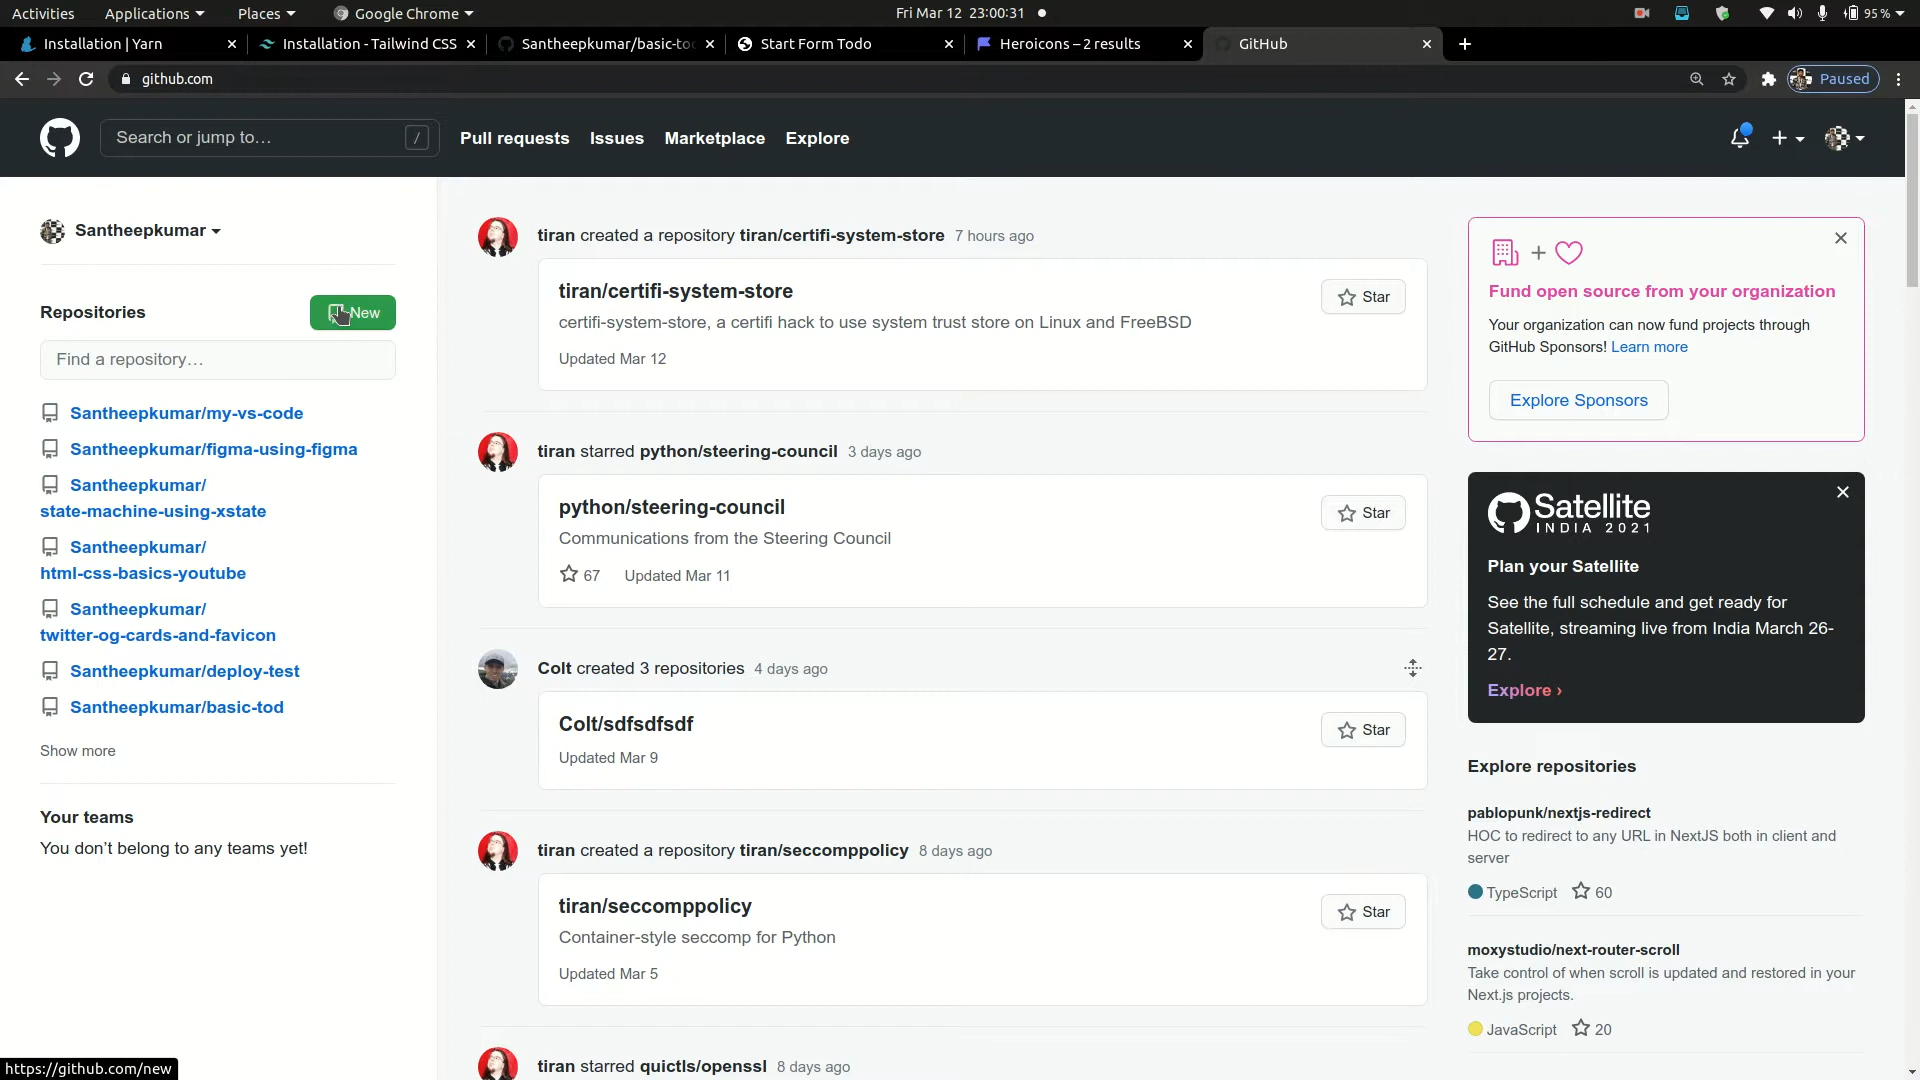 Activities Applications Places Google Chrome Fri Mar 12 23:00:31 95 %
Installation | Yarn Installation - Tailwind CSS Santheepkumar/basic-to Start Form Todo Heroicons – 2 results GitHub
github.com Paused
Search or jump to… / Pull requests Issues Marketplace Explore
Santheepkumar
Repositories New
Find a repository…
Santheepkumar/my-vs-code
Santheepkumar/figma-using-figma
Santheepkumar/
state-machine-using-xstate
Santheepkumar/
html-css-basics-youtube
Santheepkumar/
twitter-og-cards-and-favicon
Santheepkumar/deploy-test
Santheepkumar/basic-tod
Show more
Your teams
You don’t belong to any teams yet!
https://github.com/new
tiran created a repository tiran/certifi-system-store 7 hours ago
tiran/certifi-system-store Star
certifi-system-store, a certifi hack to use system trust store on Linux and FreeBSD
Updated Mar 12
tiran starred python/steering-council 3 days ago
python/steering-council Star
Communications from the Steering Council
67 Updated Mar 11
Colt created 3 repositories 4 days ago
Colt/sdfsdfsdf Star
Updated Mar 9
tiran created a repository tiran/seccomppolicy 8 days ago
tiran/seccomppolicy Star
Container-style seccomp for Python
Updated Mar 5
tiran starred quictls/openssl 8 days ago
Fund open source from your organization
Your organization can now fund projects through
GitHub Sponsors! Learn more
Explore Sponsors
Satellite
INDIA 2021
Plan your Satellite
See the full schedule and get ready for
Satellite, streaming live from India March 26-
27.
Explore ›
Explore repositories
pablopunk/nextjs-redirect
HOC to redirect to any URL in NextJS both in client and
server
TypeScript 60
moxystudio/next-router-scroll
Take control of when scroll is updated and restored in your
Next.js projects.
JavaScript 20